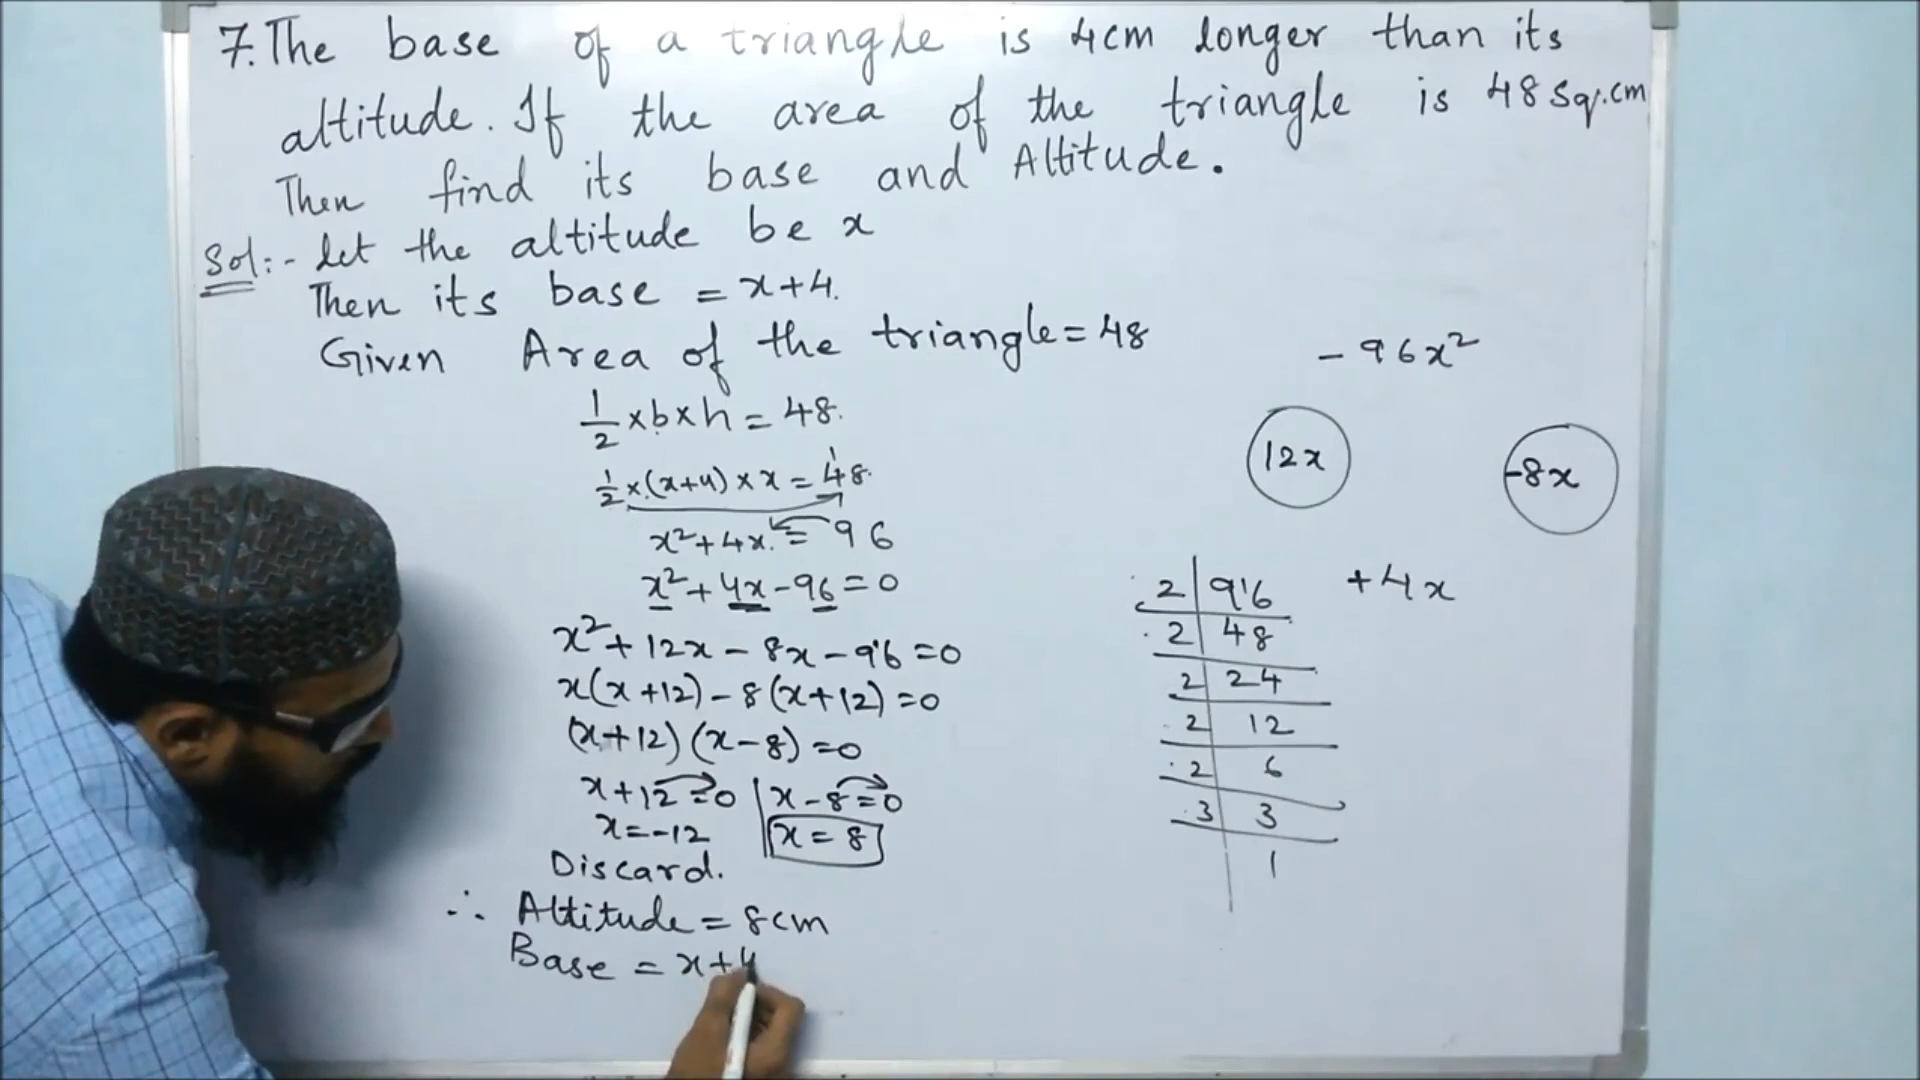 7. The base of a triangle is 4cm longer than its
altitude. If the area of the triangle is 48 Sq.cm
Then find its base and Altitude.
Sol:- let the altitude be x
Then its base = x+4.
Given Area of the triangle = 48
1/2 × b × h = 48.
1/2 × (x+4) × x = 48.
1
x² + 4x = 96
x² + 4x - 96 = 0
x² + 12x - 8x - 96 = 0
x(x+12) - 8(x+12) = 0
(x+12)(x-8) = 0
x+12 = 0 | x-8 = 0
x = -12 | x = 8
Discard.
∴ Altitude = 8cm
Base = x+4
- 96x²
12x -8x
+4x
2 | 96
2 | 48
2 | 24
2 | 12
2 | 6
3 | 3
1